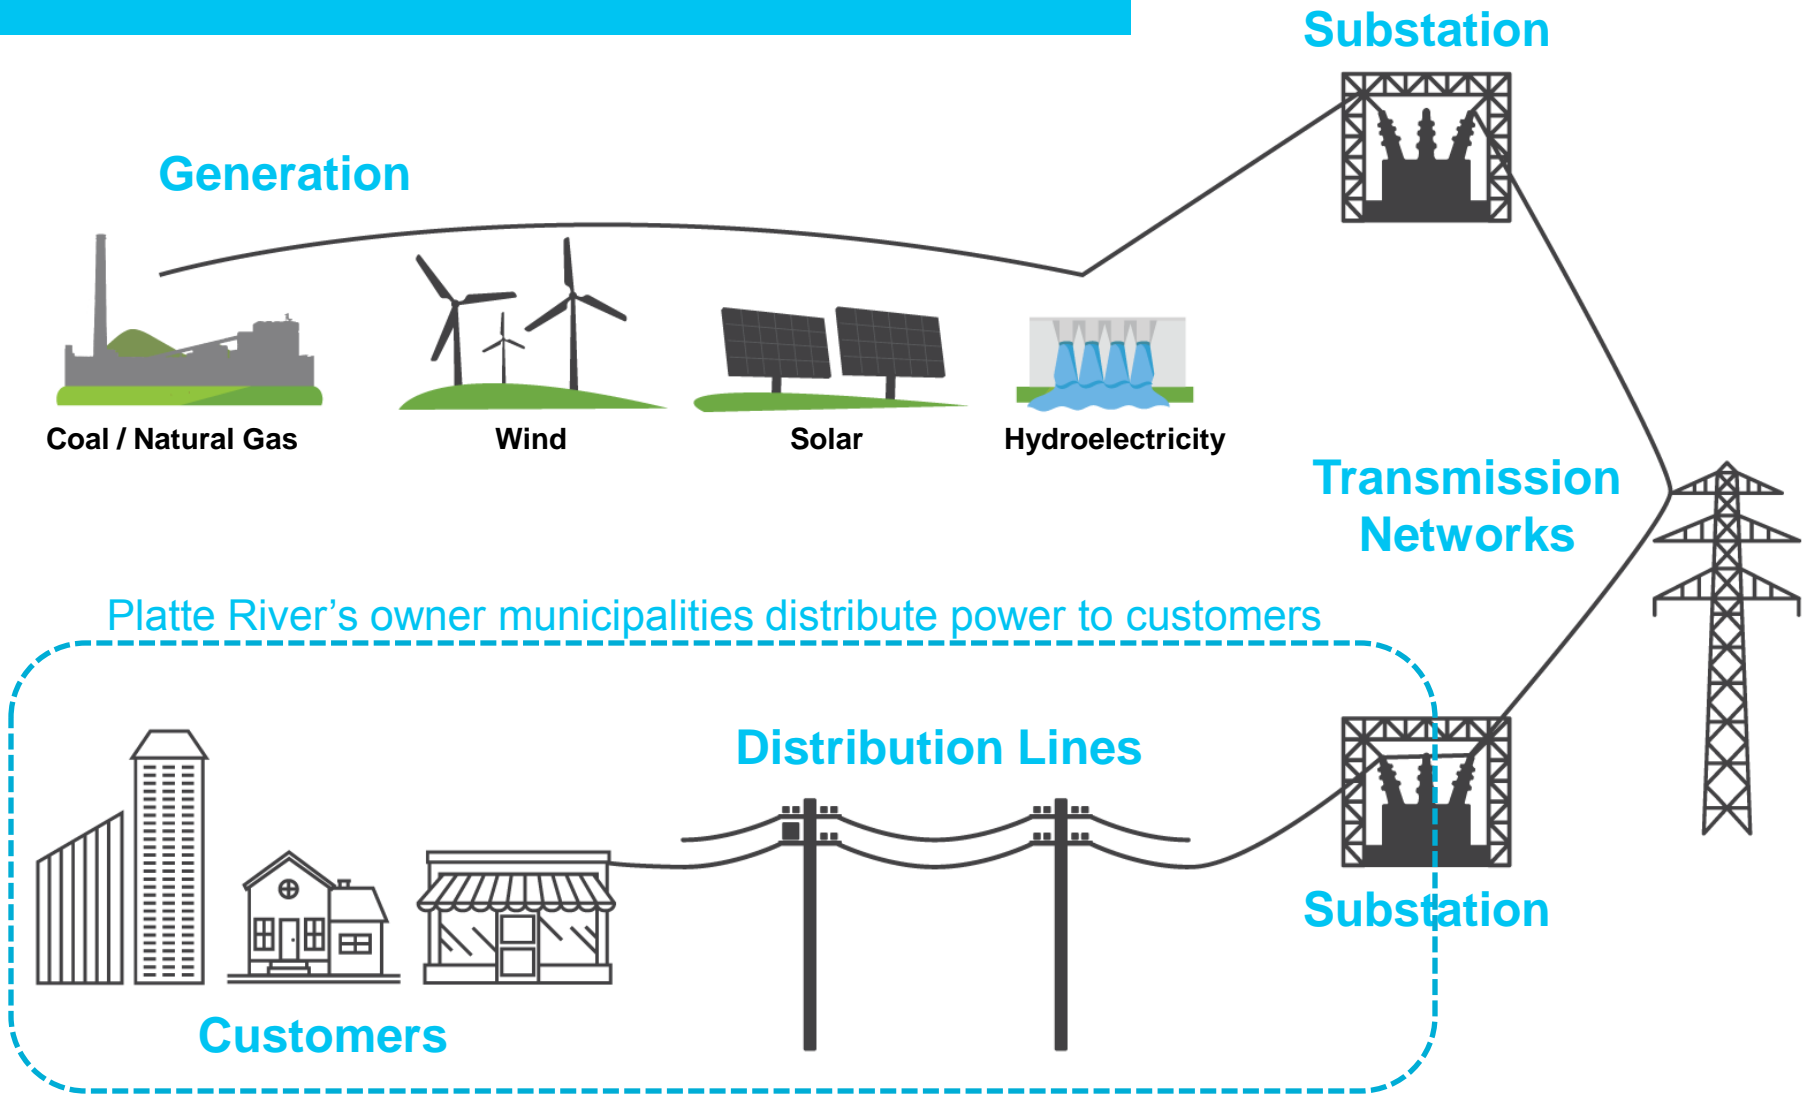 Substation
Generation
Coal / Natural Gas
Wind
Solar
Hydroelectricity
Transmission
Networks
Platte River’s owner municipalities distribute power to customers
Distribution Lines
Substation
Customers